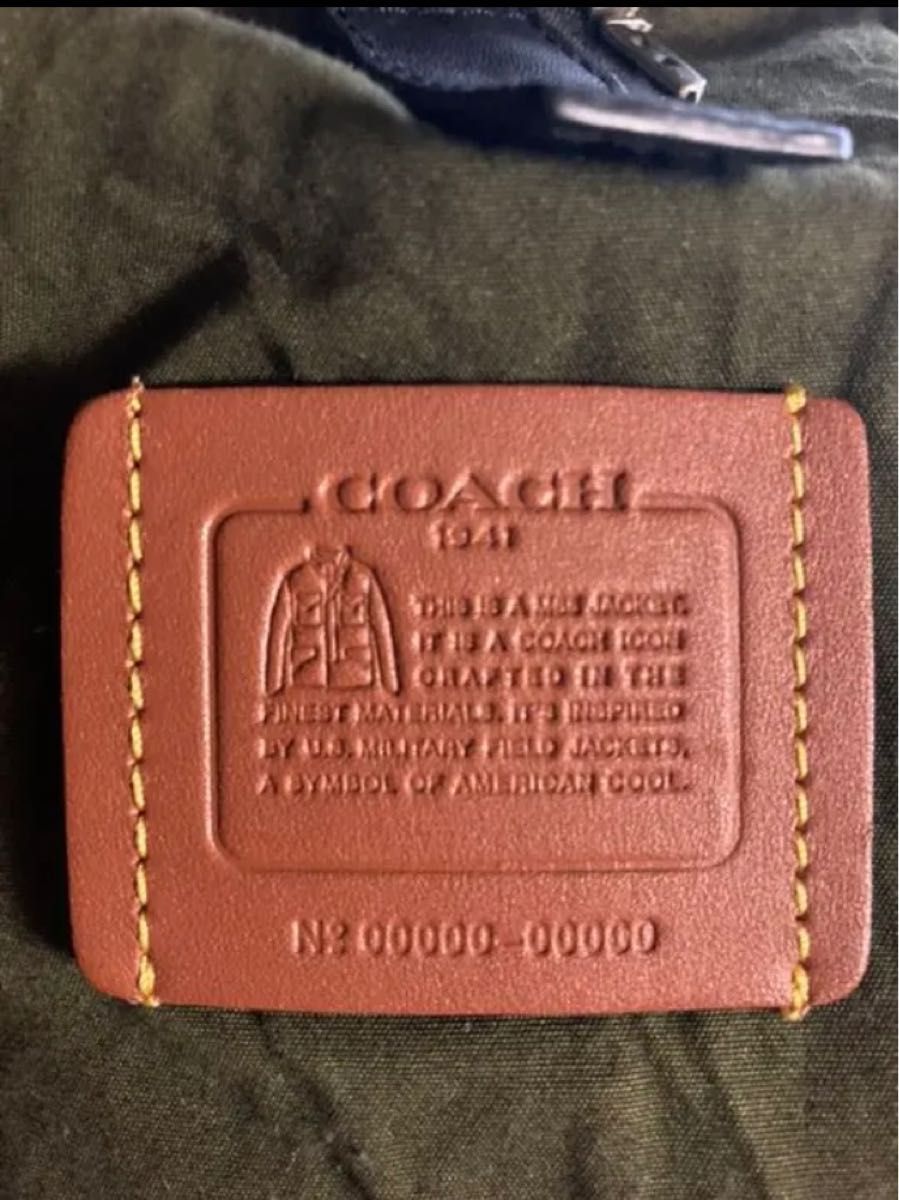 COACH
1941
THIS IS A M65 JACKET.
IT IS A COACH ICON
CRAFTED IN THE
FINEST MATERIALS. IT'S INSPIRED
BY U.S. MILITARY FIELD JACKETS,
A SYMBOL OF AMERICAN COOL.
Nº 00000-00000